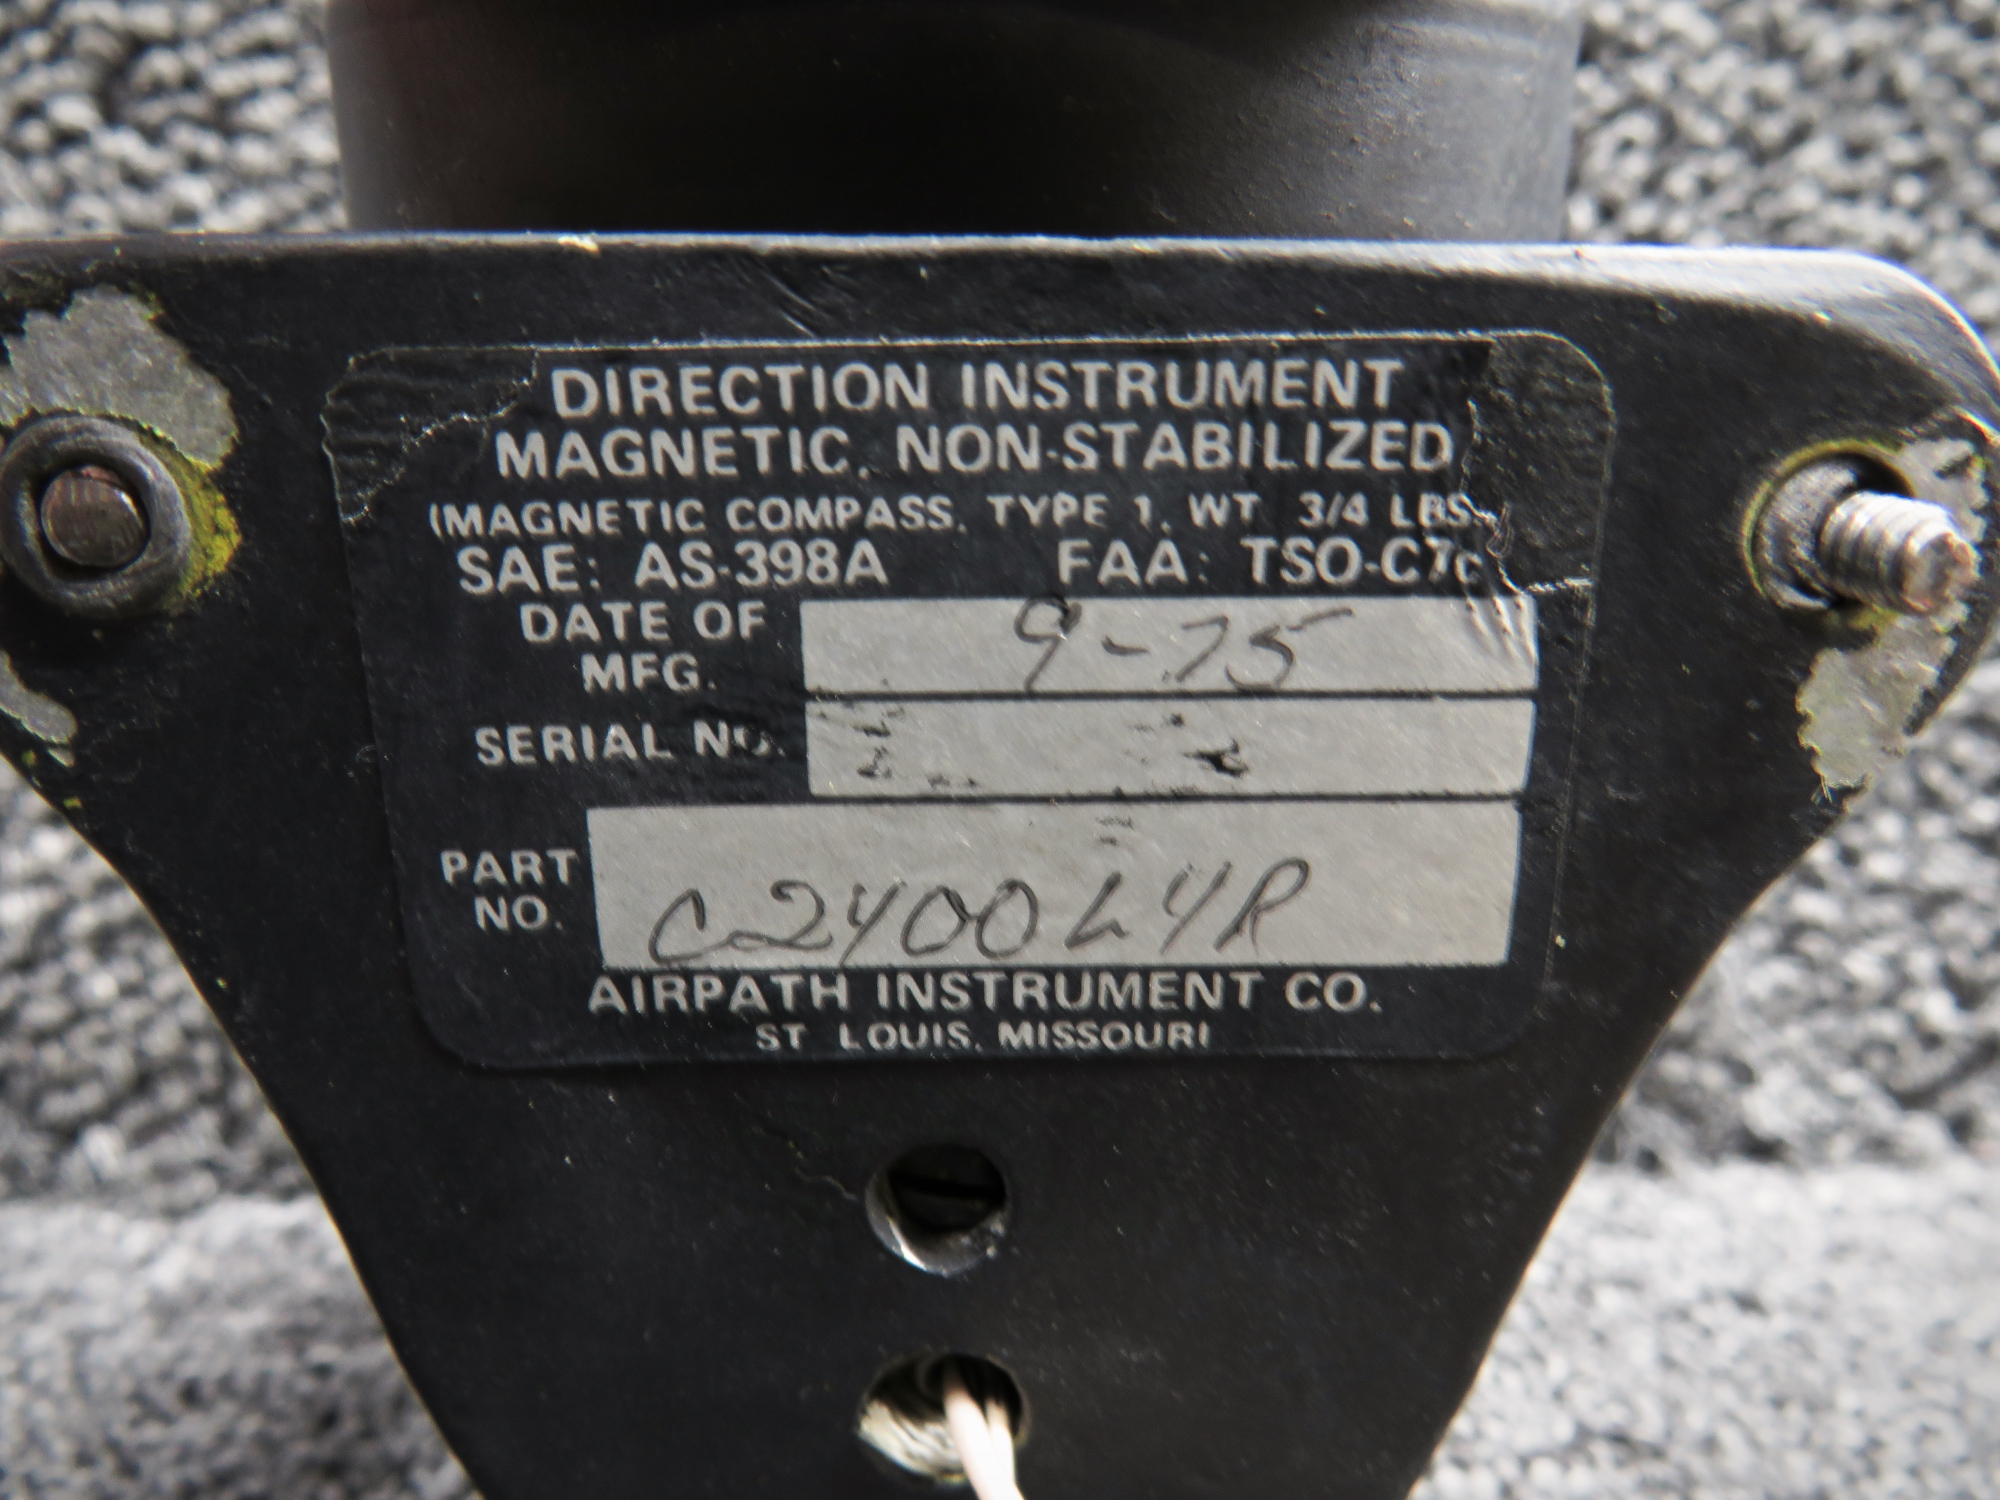 DIRECTION INSTRUMENT
MAGNETIC, NON-STABILIZED
(MAGNETIC COMPASS, TYPE 1, WT. 3/4 LBS.
SAE: AS-398A FAA: TSO-C7c
DATE OF MFG. 9-75
SERIAL NO.
PART NO. C2400L4R
AIRPATH INSTRUMENT CO.
ST LOUIS, MISSOURI